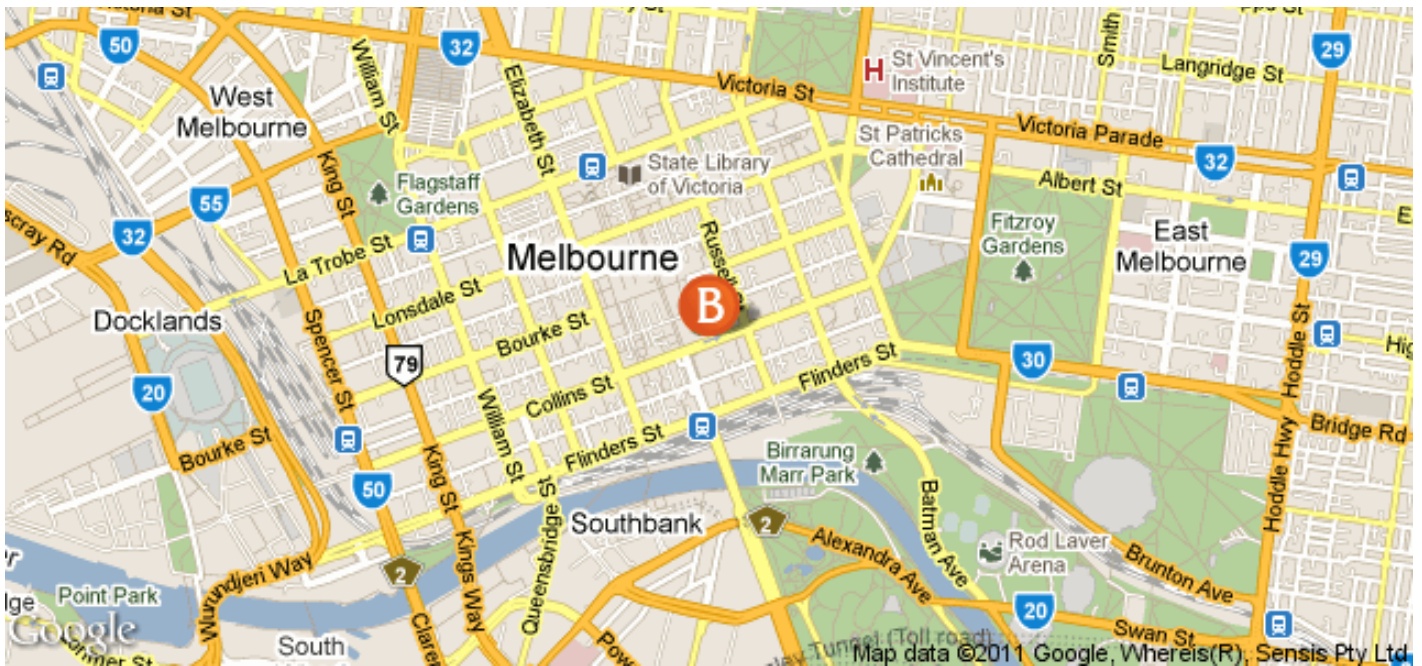 50
32
29
Smith
Langridge St
St Vincent's
Institute
H
West
Melbourne
William St
Elizabeth St
Victoria St
Victoria Parade
32
St Patricks
Cathedral
State Library
of Victoria
Albert St
King St
Flagstaff
Gardens
55
32
Fitzroy
Gardens
East
Melbourne
29
Russell
Melbourne
La Trobe St
Lonsdale St
B
Docklands
Spencer St
Bourke St
79
30
Flinders St
Hoddle St
20
Collins St
William St
Bourke St
Flinders St
Bridge Rd
Birrarung
Marr Park
50
King St
Queensbridge St
Southbank
2
Batman Ave
Hoddle Hwy
Alexandra Ave
Rod Laver
Arena
Brunton Ave
Wurundjeri Way
2
Kings Way
Point Park
20
Swan St
Google
South
(Toll road)
Map data ©2011 Google, Whereis(R), Sensis Pty Ltd